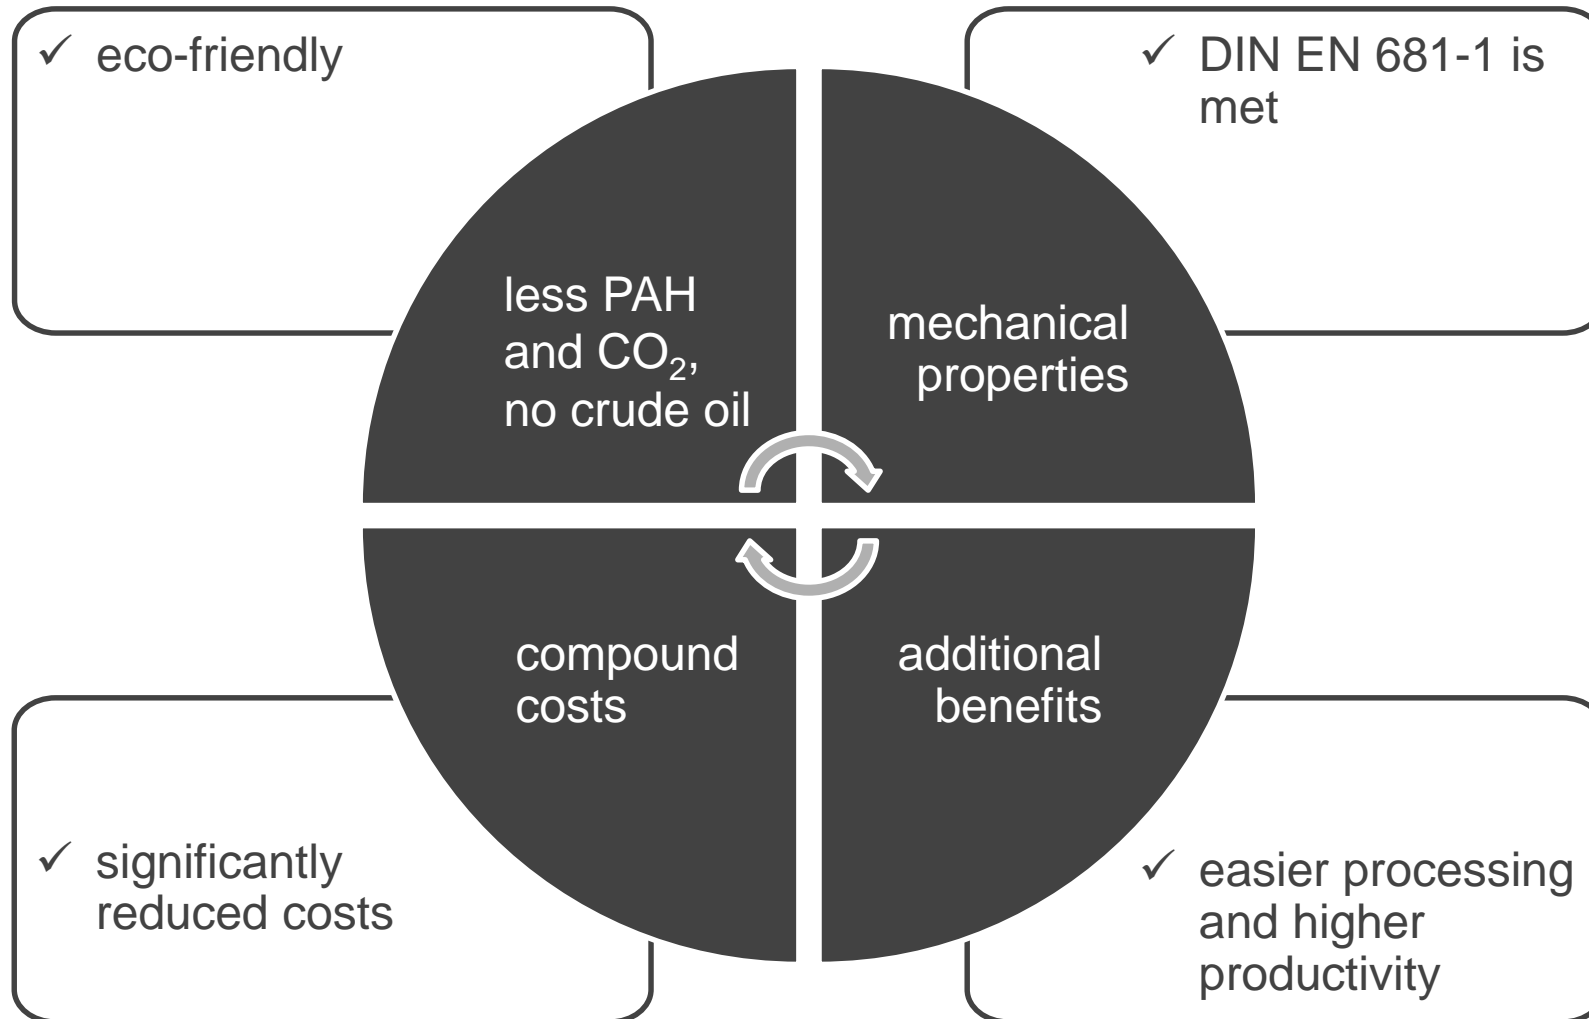 ✓ eco-friendly
✓ DIN EN 681-1 is
met
less PAH
and CO₂,
no crude oil
mechanical
properties
compound
costs
additional
benefits
✓ significantly
reduced costs
✓ easier processing
and higher
productivity